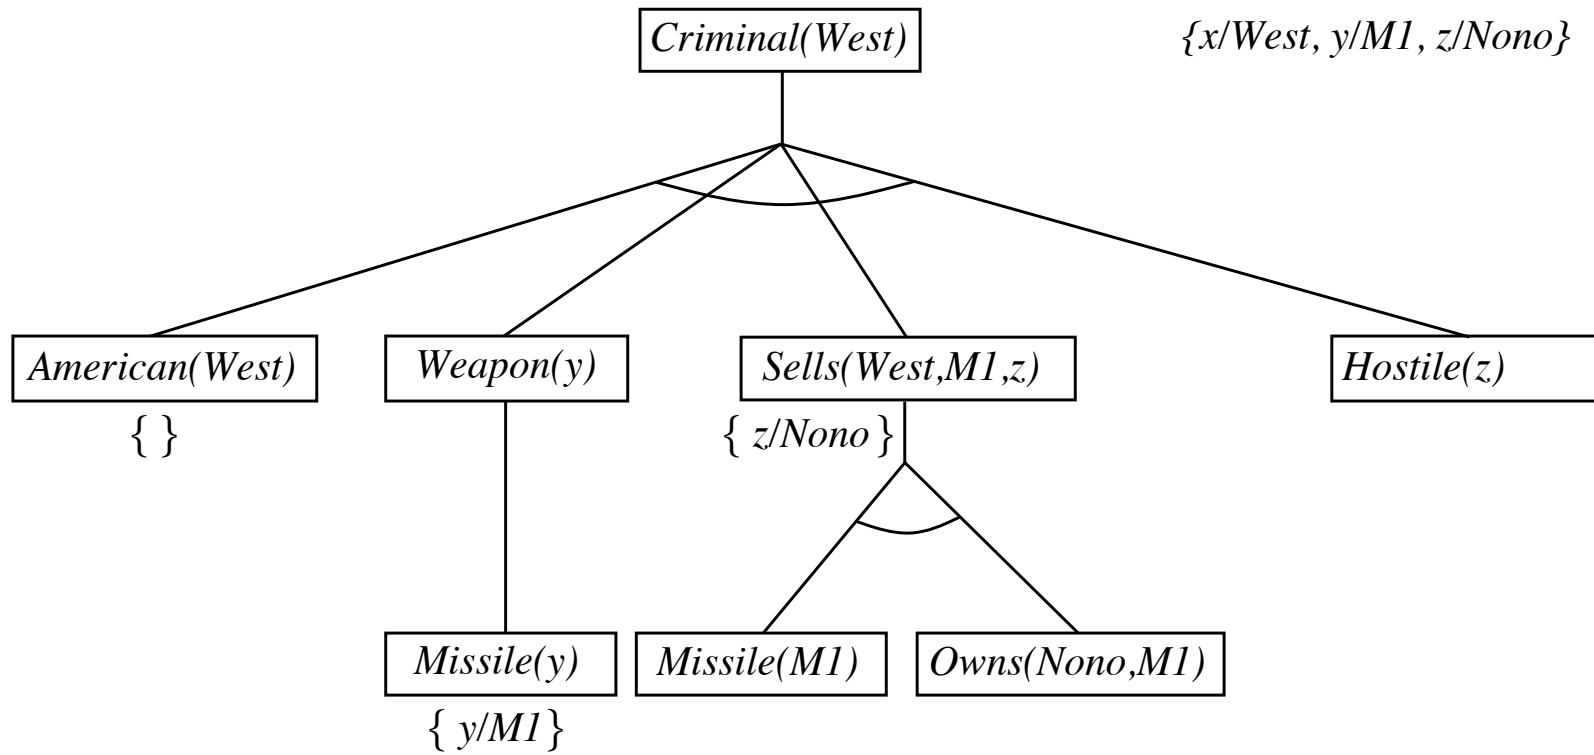 Criminal(West)
{x/West, y/M1, z/Nono}
American(West)
Weapon(y)
Sells(West,M1,z)
Hostile(z)
{ }
{ z/Nono }
Missile(y)
Missile(M1)
Owns(Nono,M1)
{ y/M1 }